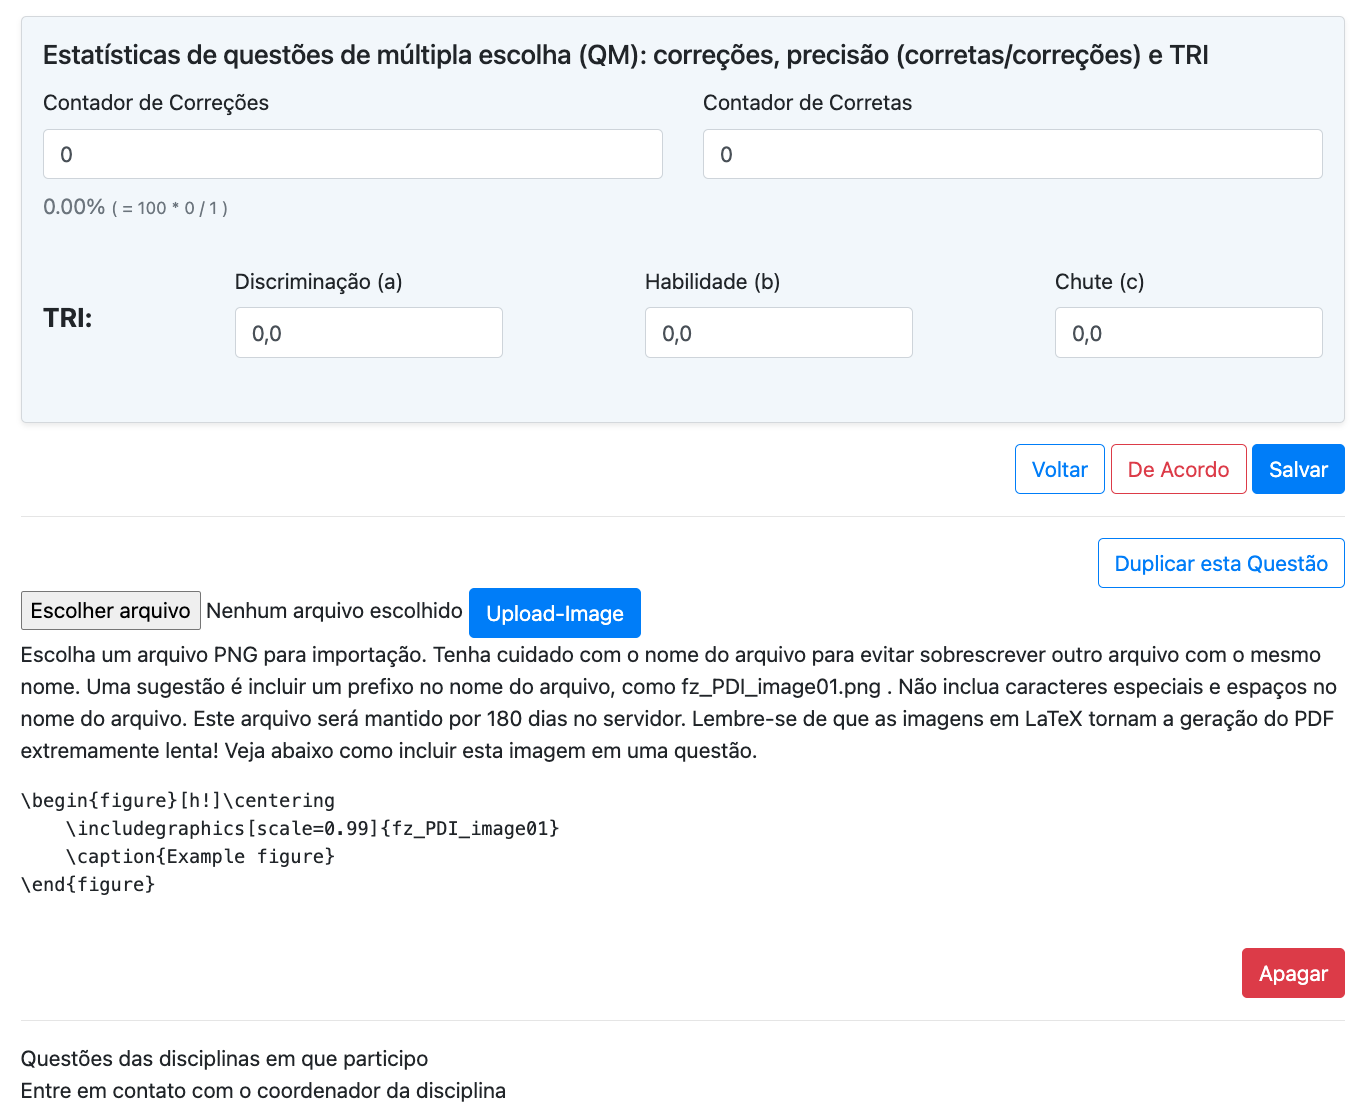 Estatísticas de questões de múltipla escolha (QM): correções, precisão (corretas/correções) e TRI
Contador de Correções
Contador de Corretas
0
0
0.00% ( = 100 * 0 / 1 )
TRI:
Discriminação (a)
Habilidade (b)
Chute (c)
0,0
0,0
0,0
Voltar
De Acordo
Salvar
Duplicar esta Questão
Escolher arquivo Nenhum arquivo escolhido Upload-Image
Escolha um arquivo PNG para importação. Tenha cuidado com o nome do arquivo para evitar sobrescrever outro arquivo com o mesmo
nome. Uma sugestão é incluir um prefixo no nome do arquivo, como fz_PDI_image01.png . Não inclua caracteres especiais e espaços no
nome do arquivo. Este arquivo será mantido por 180 dias no servidor. Lembre-se de que as imagens em LaTeX tornam a geração do PDF
extremamente lenta! Veja abaixo como incluir esta imagem em uma questão.
\begin{figure}[h!]\centering
    \includegraphics[scale=0.99]{fz_PDI_image01}
    \caption{Example figure}
\end{figure}
Apagar
Questões das disciplinas em que participo
Entre em contato com o coordenador da disciplina